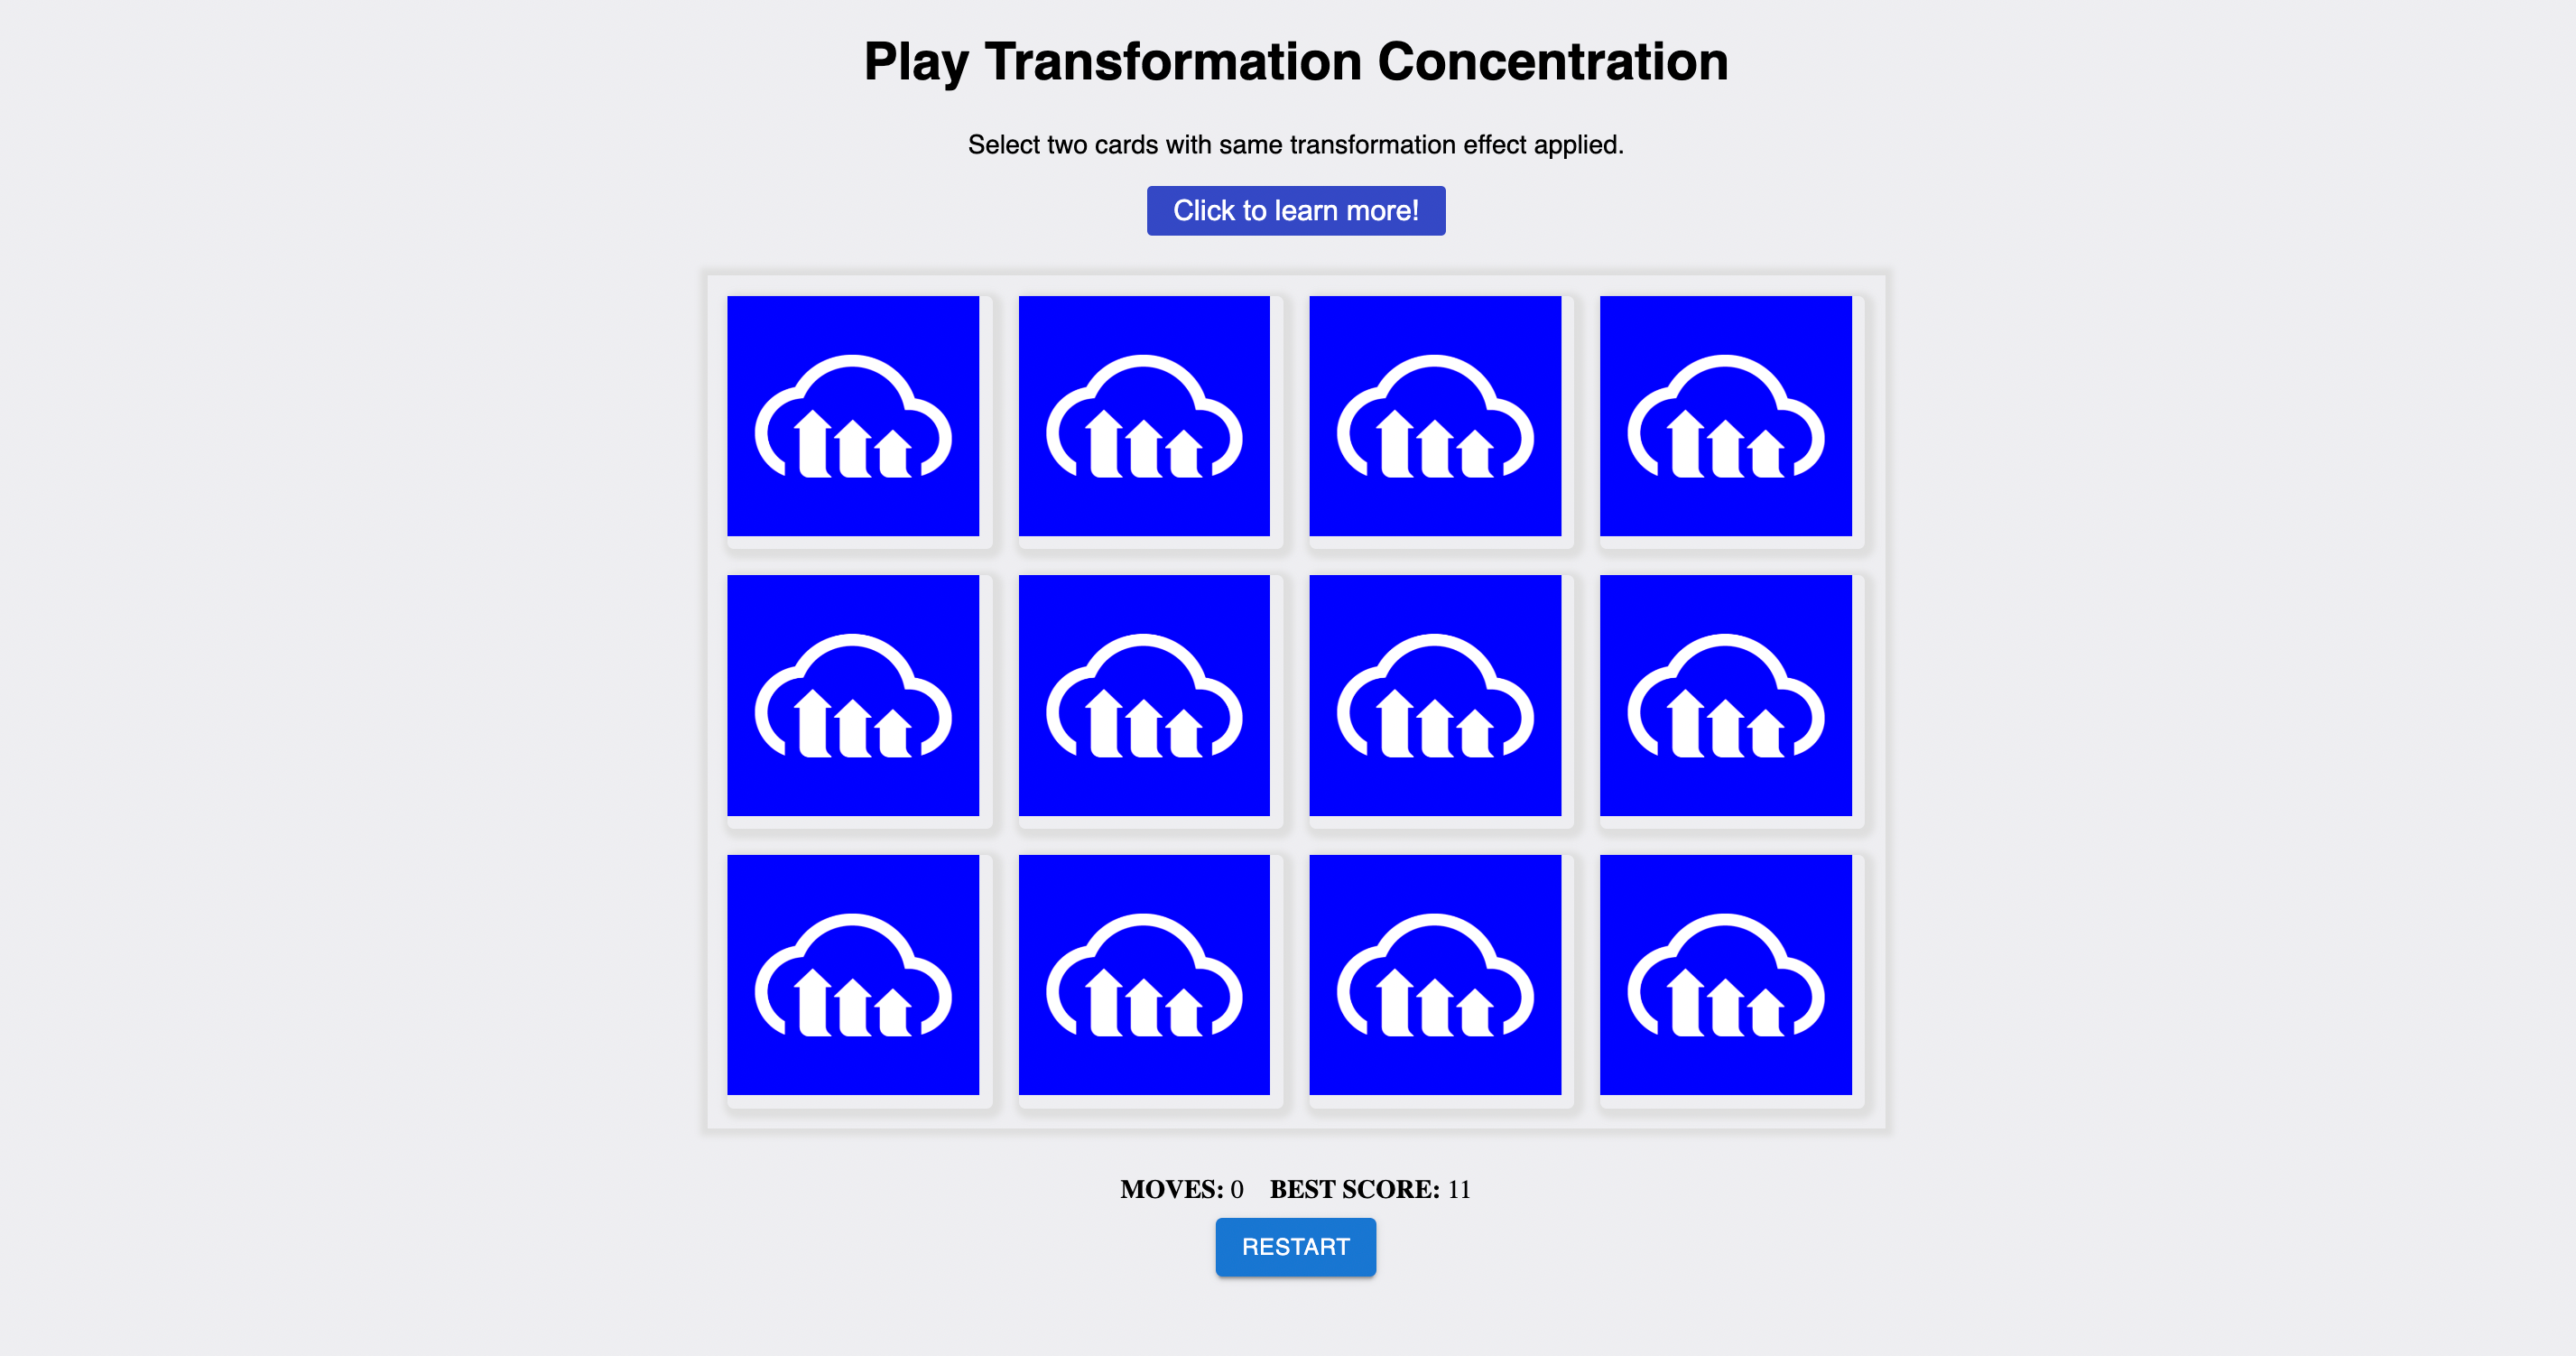 Play Transformation Concentration
Select two cards with same transformation effect applied.
Click to learn more!
MOVES: 0 BEST SCORE: 11
RESTART